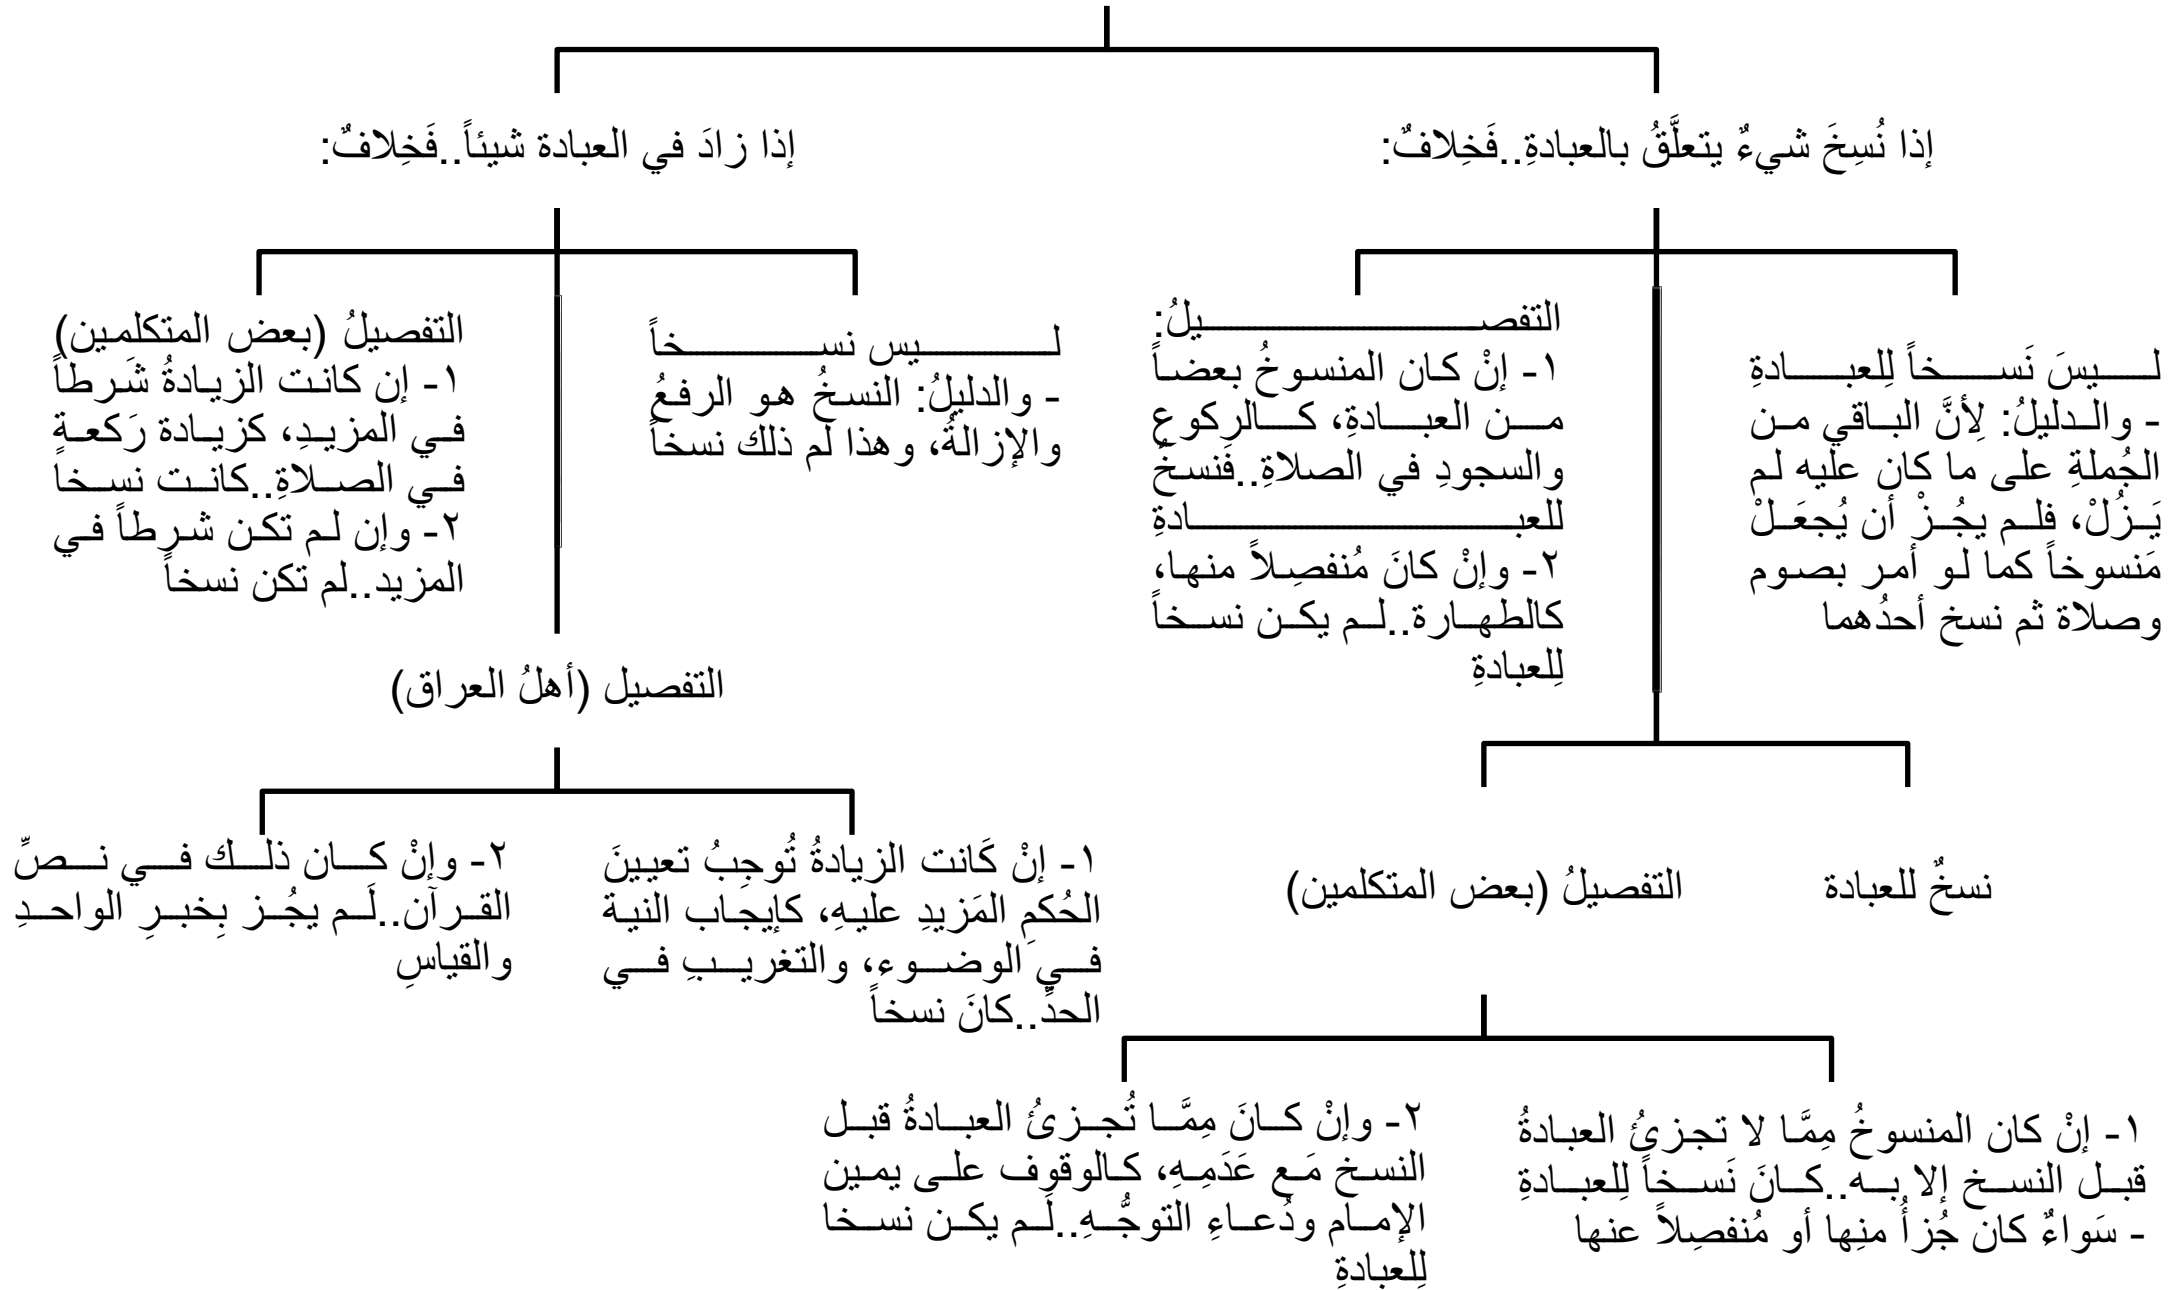 إذا نُسِخَ شيءٌ يتعلَّقُ بالعبادةِ..فَخِلافٌ:
إذا زادَ في العبادة شيئاً..فَخِلافٌ:
ليسَ نَسخاً لِلعبادةِ
- والدليلُ: لِأنَّ الباقي من
الجُملةِ على ما كان عليه لم
يَزُلْ، فلم يجُزْ أن يُجعَلْ
مَنسوخاً كما لو أمر بصوم
وصلاة ثم نسخ أحدُهما
التفصيلُ:
١- إنْ كان المنسوخُ بعضاً
من العبادةِ، كالركوع
والسجودِ في الصلاةِ..فَنسخٌ
للعبادةِ
٢- وإنْ كانَ مُنفصِلاً منها،
كالطهارة..لم يكن نسخاً
لِلعبادةِ
ليس نسخاً
- والدليلُ: النسخُ هو الرفعُ
والإزالةُ، وهذا لم ذلك نسخاً
التفصيلُ (بعض المتكلمين)
١- إن كانت الزيادةُ شَرطاً
في المزيدِ، كزيادة رَكعةٍ
في الصلاةِ..كانت نسخاً
٢- وإن لم تكن شرطاً في
المزيد..لم تكن نسخاً
التفصيل (أهلُ العراق)
نسخٌ للعبادة
التفصيلُ (بعض المتكلمين)
١- إنْ كَانت الزيادةُ تُوجِبُ تعيينَ
الحُكمِ المَزيدِ عليهِ، كإيجاب النية
في الوضوء، والتغريبِ في
الحدِّ..كانَ نسخاً
٢- وإنْ كان ذلك في نصِّ
القرآن..لَم يجُز بِخبرِ الواحدِ
والقياسِ
١- إنْ كان المنسوخُ مِمَّا لا تجزئُ العبادةُ
قبل النسخ إلا به..كانَ نَسخاً لِلعبادةِ
- سَواءٌ كان جُزأً منِها أو مُنفصِلاً عنها
٢- وإنْ كانَ مِمَّا تُجزئُ العبادةُ قبل
النسخ مَع عَدَمِهِ، كالوقوف على يمين
الإمام ودُعاءِ التوجُّهِ..لَم يكن نسخا
لِلعبادةِ